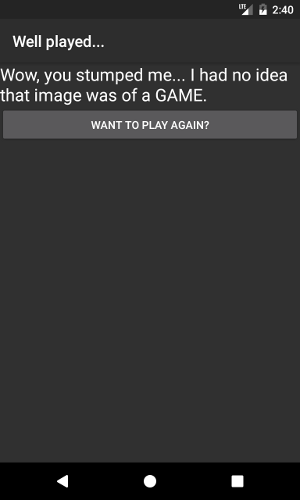 LTE 2:40
Well played...
Wow, you stumped me... I had no idea
that image was of a GAME.
WANT TO PLAY AGAIN?